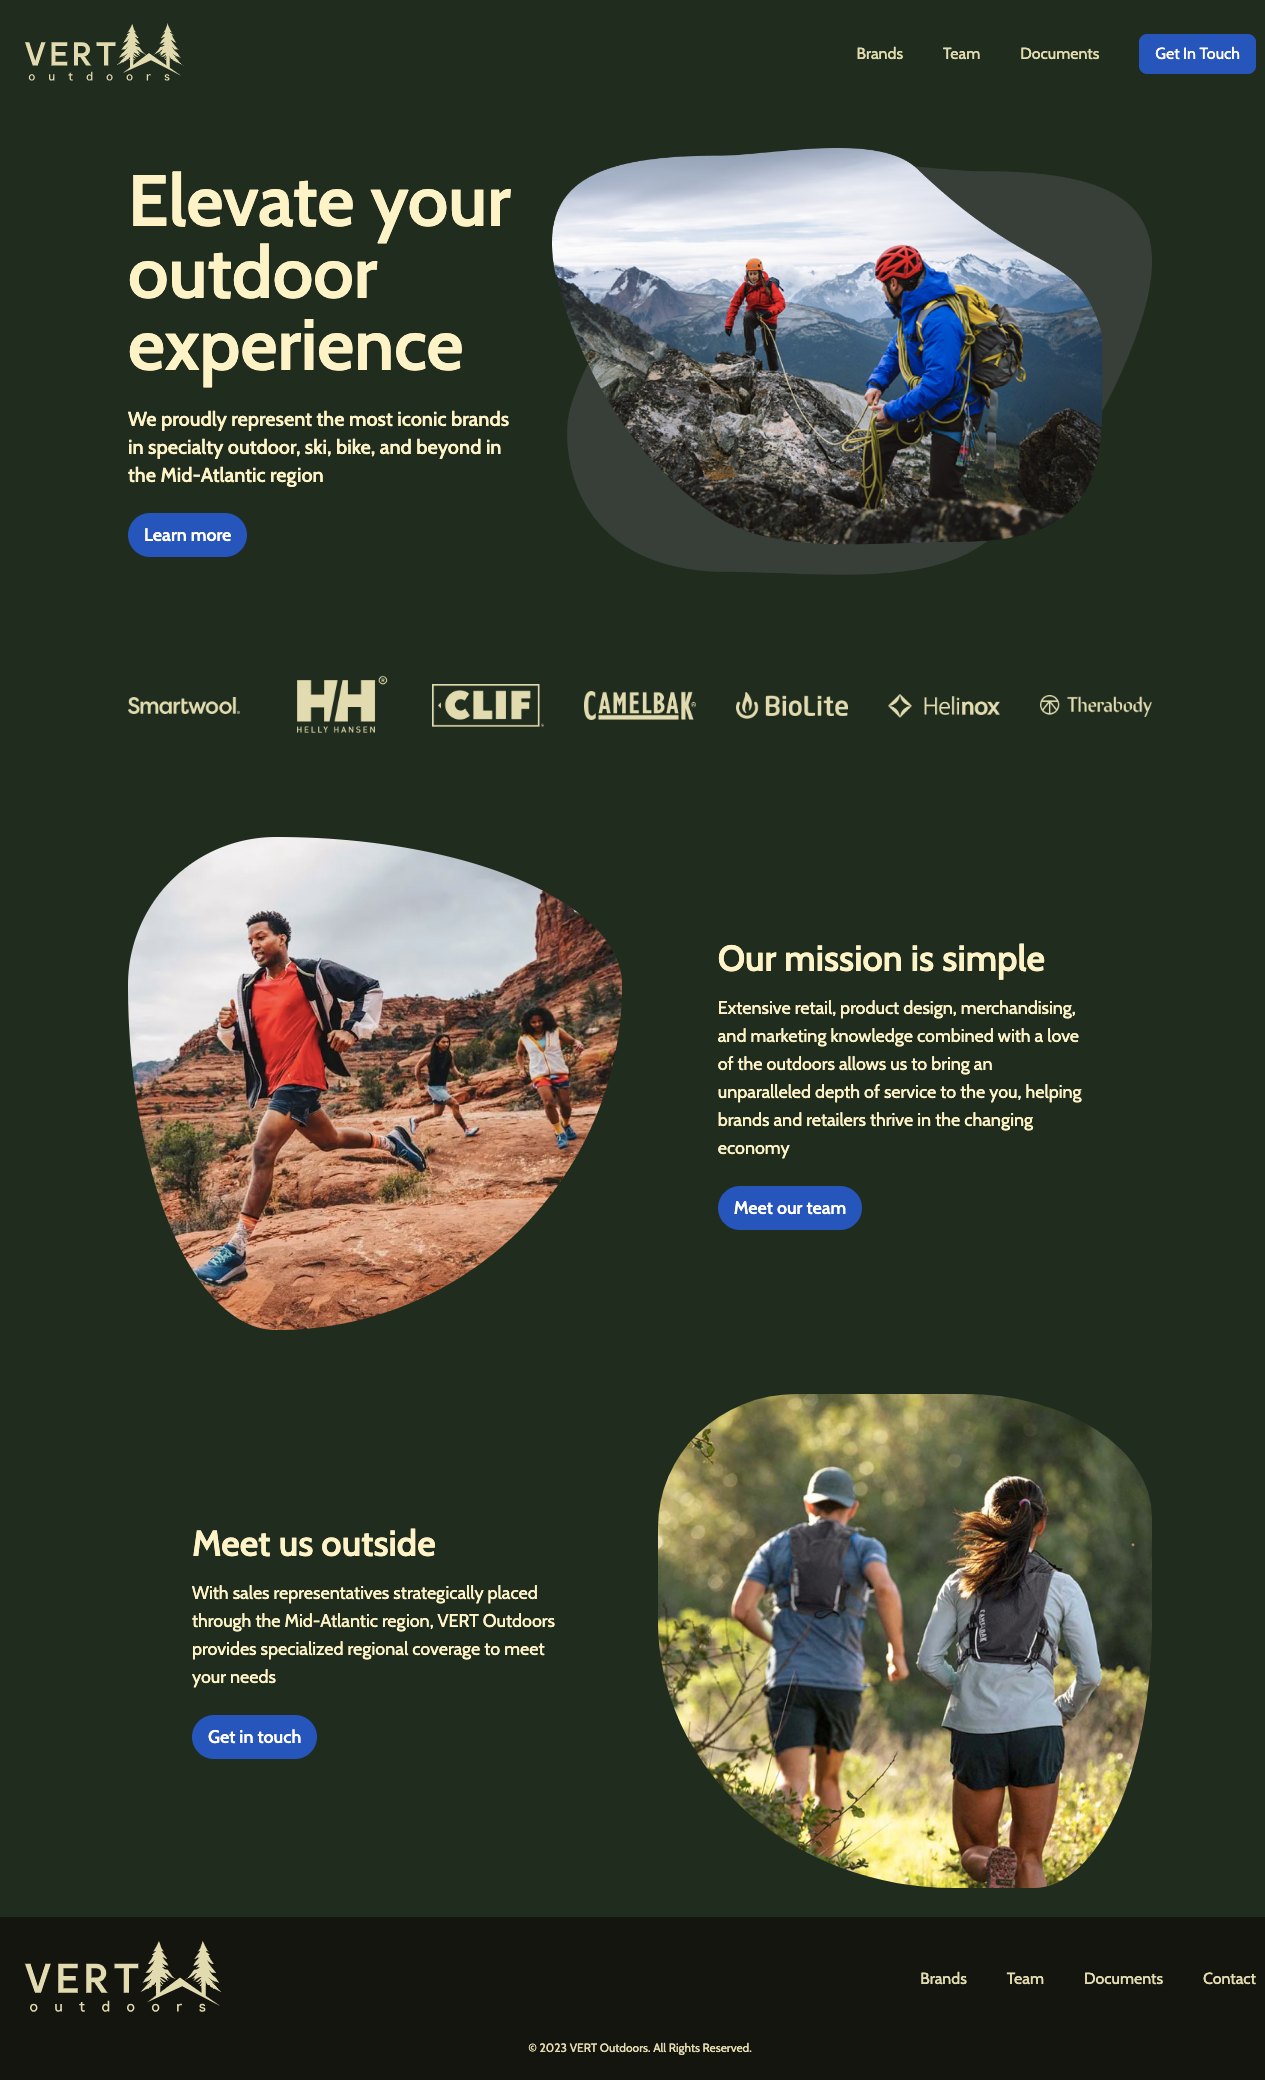 VERT
outdoors
Brands Team Documents Get In Touch
Elevate your
outdoor
experience
We proudly represent the most iconic brands
in specialty outdoor, ski, bike, and beyond in
the Mid-Atlantic region
Learn more
Smartwool® HH® CLIF® CAMELBAK® BioLite Helinox Therabody
HELLY HANSEN
Our mission is simple
Extensive retail, product design, merchandising,
and marketing knowledge combined with a love
of the outdoors allows us to bring an
unparalleled depth of service to the you, helping
brands and retailers thrive in the changing
economy
Meet our team
Meet us outside
With sales representatives strategically placed
through the Mid-Atlantic region, VERT Outdoors
provides specialized regional coverage to meet
your needs
Get in touch
CAMELBAK
VERT
outdoors
Brands Team Documents Contact
© 2023 VERT Outdoors. All Rights Reserved.